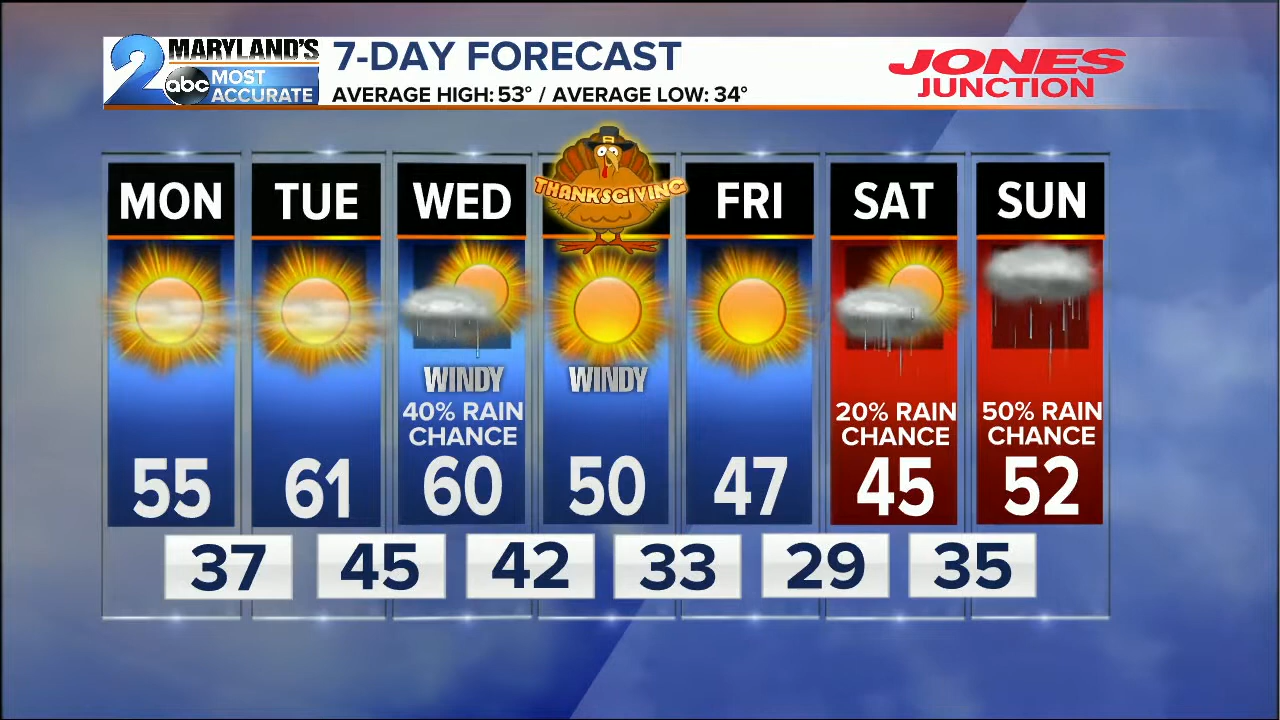 2 MARYLAND'S
abc MOST
ACCURATE
7-DAY FORECAST
AVERAGE HIGH: 53° / AVERAGE LOW: 34°
JONES
JUNCTION
MON TUE WED THANKSGIVING FRI SAT SUN
WINDY WINDY
40% RAIN 20% RAIN 50% RAIN
CHANCE CHANCE CHANCE
55 61 60 50 47 45 52
37 45 42 33 29 35